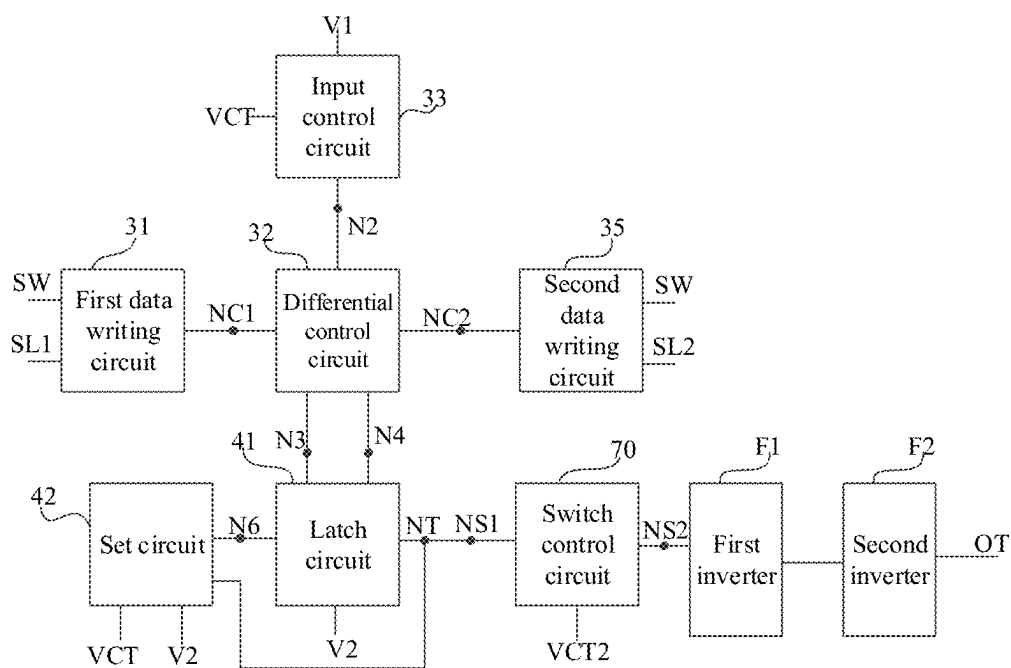 V1
Input
control
circuit
VCT
33
N2
31
32
35
SW
SL1
First data
writing
circuit
NC1
Differential
control
circuit
NC2
Second
data
writing
circuit
SW
SL2
N3
N4
42
41
70
F1
F2
Set circuit
N6
Latch
circuit
NT
NS1
Switch
control
circuit
NS2
First
inverter
Second
inverter
OT
VCT
V2
V2
VCT2